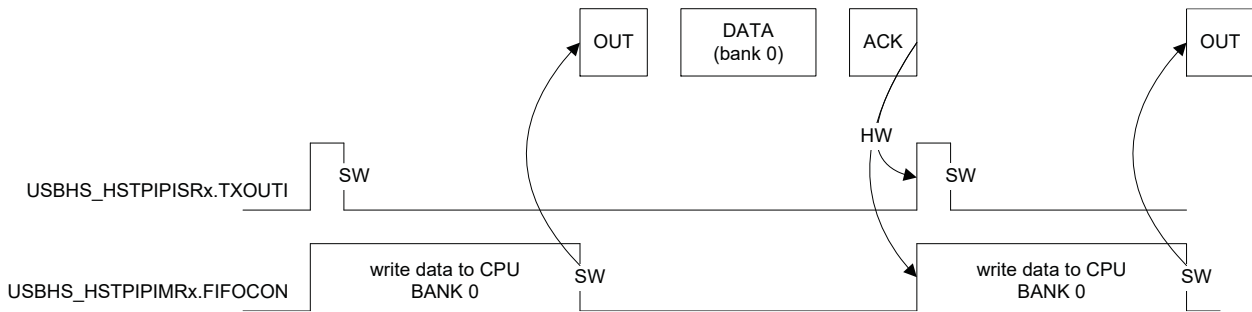 OUT
DATA
(bank 0)
ACK
OUT
HW
USBHS_HSTPIPISRx.TXOUTI
SW
SW
USBHS_HSTPIPIMRx.FIFOCON
write data to CPU
BANK 0
SW
write data to CPU
BANK 0
SW